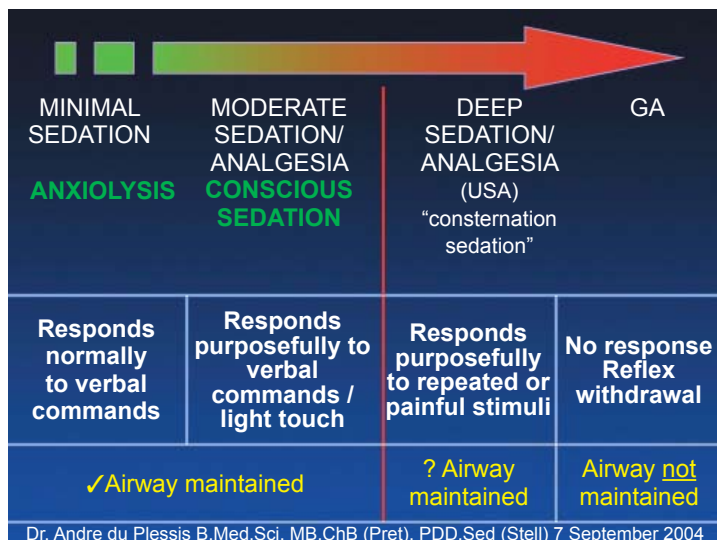 MINIMAL
SEDATION
ANXIOLYSIS
MODERATE
SEDATION/
ANALGESIA
CONSCIOUS
SEDATION
DEEP
SEDATION/
ANALGESIA
(USA)
“consternation
sedation”
GA
Responds
normally
to verbal
commands
Responds
purposefully to
verbal
commands /
light touch
Responds
purposefully
to repeated or
painful stimuli
No response
Reflex
withdrawal
✓Airway maintained
? Airway
maintained
Airway not
maintained
Dr. Andre du Plessis B.Med.Sci. MB.ChB (Pret), PDD.Sed (Stell) 7 September 2004